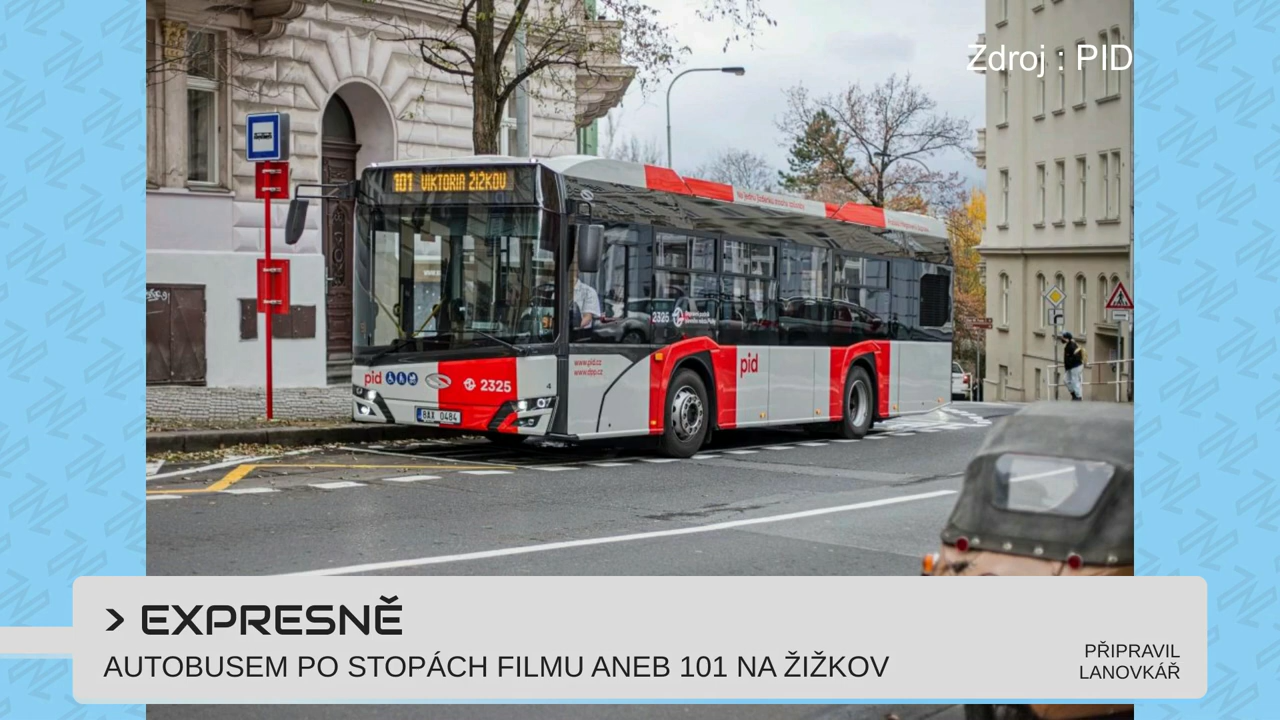 Zdroj : PID
101 VIKTORIA ŽIŽKOV
2325
www.pid.cz
www.dpp.cz
pid
pid
2325
4
8AX 0484
> EXPRESNĚ
AUTOBUSEM PO STOPÁCH FILMU ANEB 101 NA ŽIŽKOV
PŘIPRAVIL
LANOVKÁŘ